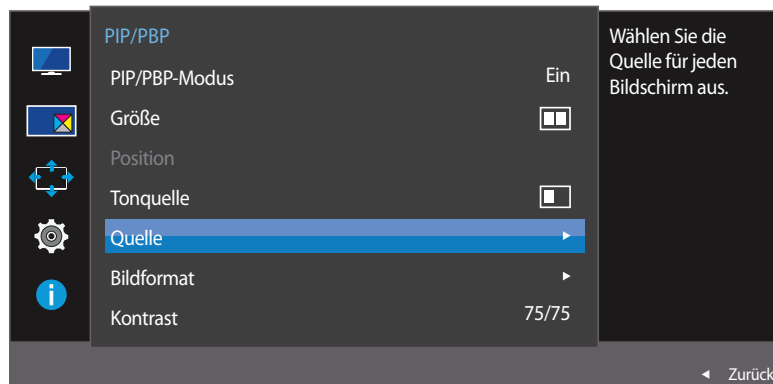 PIP/PBP
PIP/PBP-Modus Ein
Größe
Position
Tonquelle
Quelle
Bildformat
Kontrast 75/75
Wählen Sie die
Quelle für jeden
Bildschirm aus.
Zurück